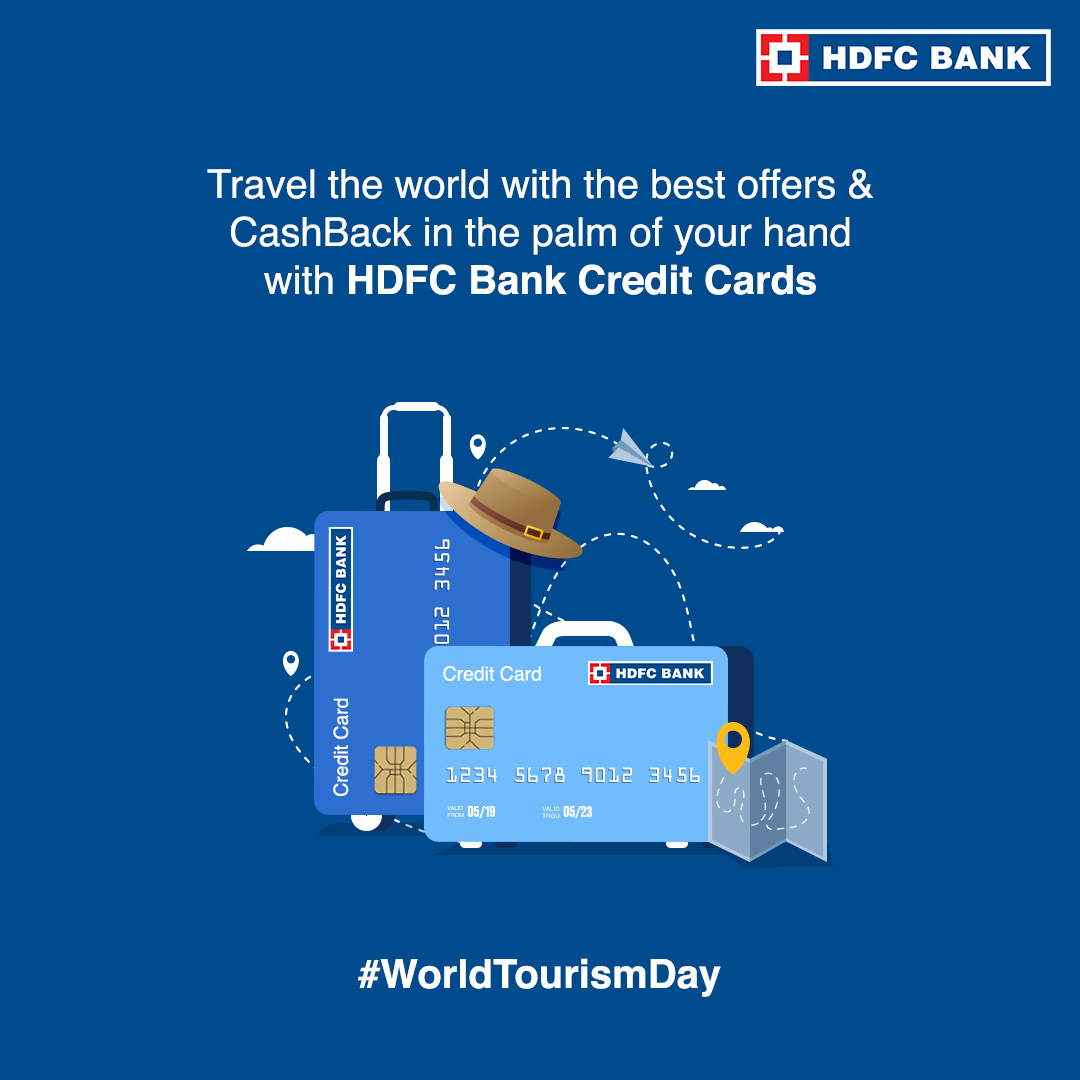 HDFC BANK
Travel the world with the best offers &
CashBack in the palm of your hand
with HDFC Bank Credit Cards
HDFC BANK
012 3456
Credit Card
Credit Card
HDFC BANK
1234 5678 9012 3456
VALID
FROM 05/19
VALID
TRGU 05/23
#WorldTourismDay